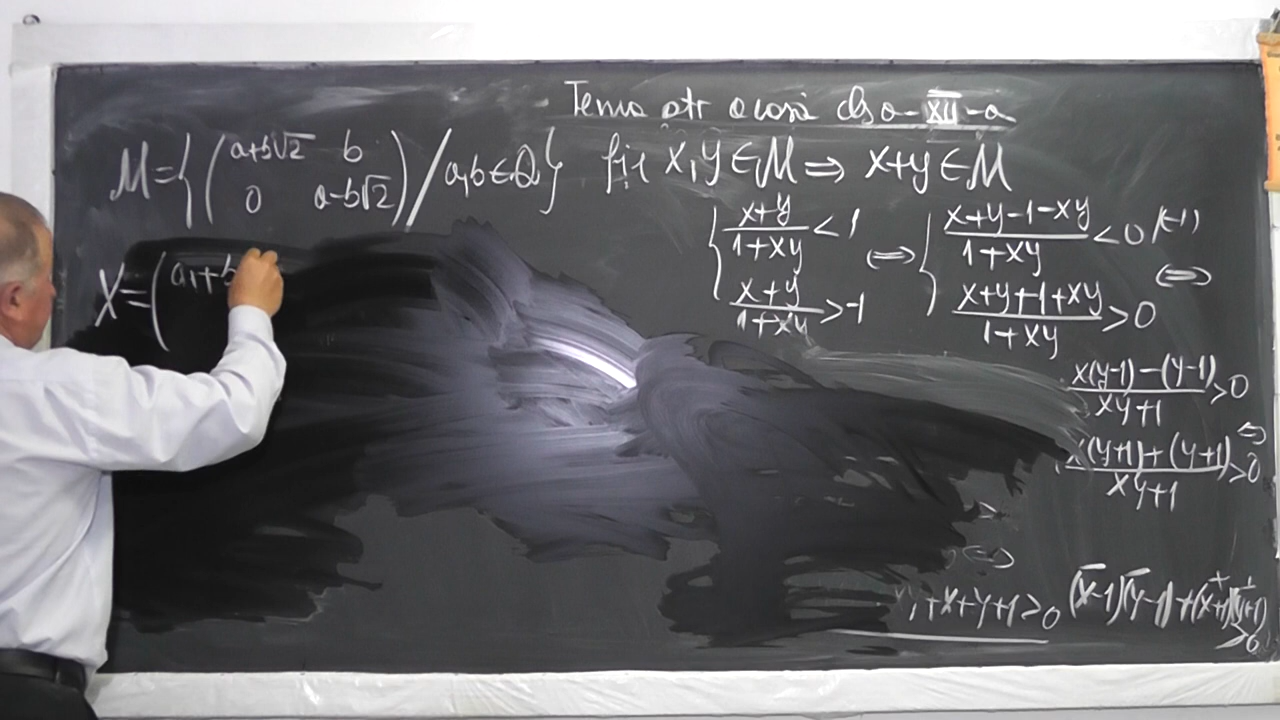 Tema ptr acasă clsa a-XII-a
M={(a+b√2 b
0 a-b√2)/a,b∈Q} fie X,Y∈M⇒X+Y∈M
X=(a₁+b
{x+y/1+xy<1 ⇔ {x+y-1-xy/1+xy<0 |(-1)
x+y/1+xy>-1 x+y+1+xy/1+xy>0 ⇔
x(y-1)-(y-1)/xy+1>0
x(y+1)+(y+1)/xy+1>0 ⇔
⇔
+x+y+1>0 (x-1)(y-1)+(x+1)(y+1)>0